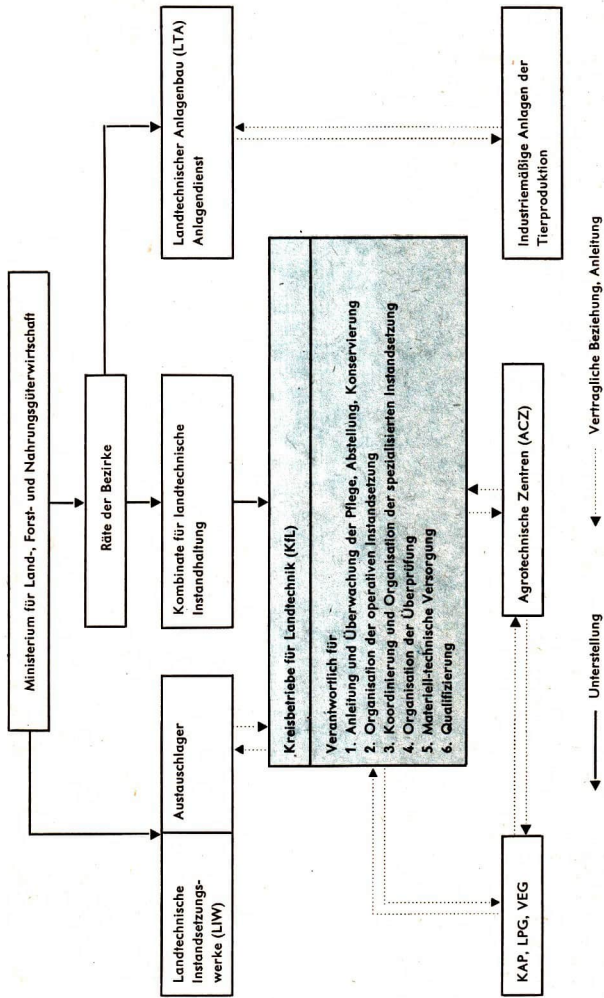 Ministerium für Land-, Forst- und Nahrungsgüterwirtschaft
Räte der Bezirke
Landtechnische
Instandsetzungs-
werke (LIW)
Austauschlager
Kombinate für landtechnische
Instandhaltung
Landtechnischer Anlagenbau (LTA)
Anlagendienst
Kreisbetriebe für Landtechnik (KfL)
Verantwortlich für
1. Anleitung und Überwachung der Pflege, Abstellung, Konservierung
2. Organisation der operativen Instandsetzung
3. Koordinierung und Organisation der spezialisierten Instandsetzung
4. Organisation der Überprüfung
5. Materiell-technische Versorgung
6. Qualifizierung
KAP, LPG, VEG
Agrotechnische Zentren (ACZ)
Industriemäßige Anlagen der
Tierproduktion
Unterstellung
Vertragliche Beziehung, Anleitung